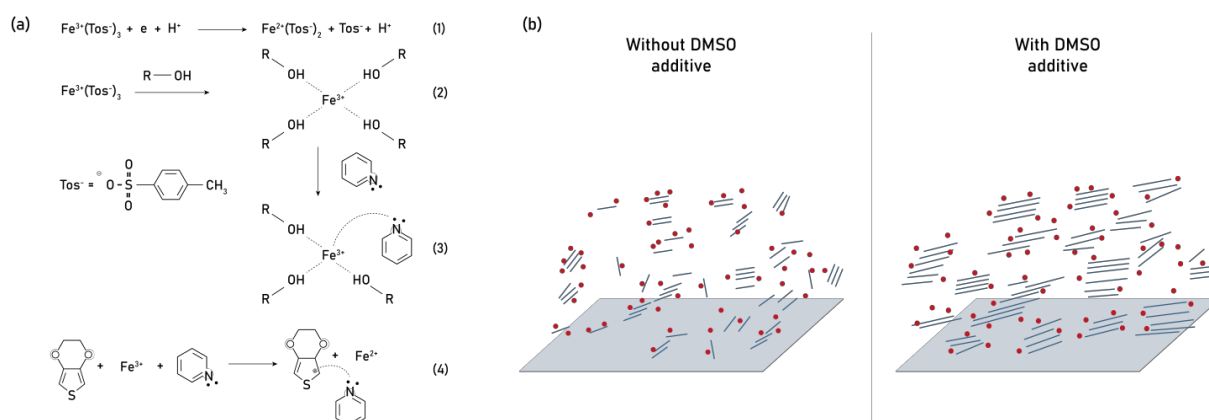 (a)
Fe³⁺(Tos⁻)₃ + e + H⁺ Fe²⁺(Tos⁻)₂ + Tos⁻ + H⁺ (1)
R OH
Fe³⁺(Tos⁻)₃
R R
OH HO
Fe³⁺ (2)
OH HO
R R
N
Tos⁻ = ⊖ O S O O CH₃
R
OH N
Fe³⁺ (3)
OH HO
R R
O O S + Fe³⁺ + N O O S ⊕ + Fe²⁺ (4)
N
(b)
Without DMSO
additive
With DMSO
additive